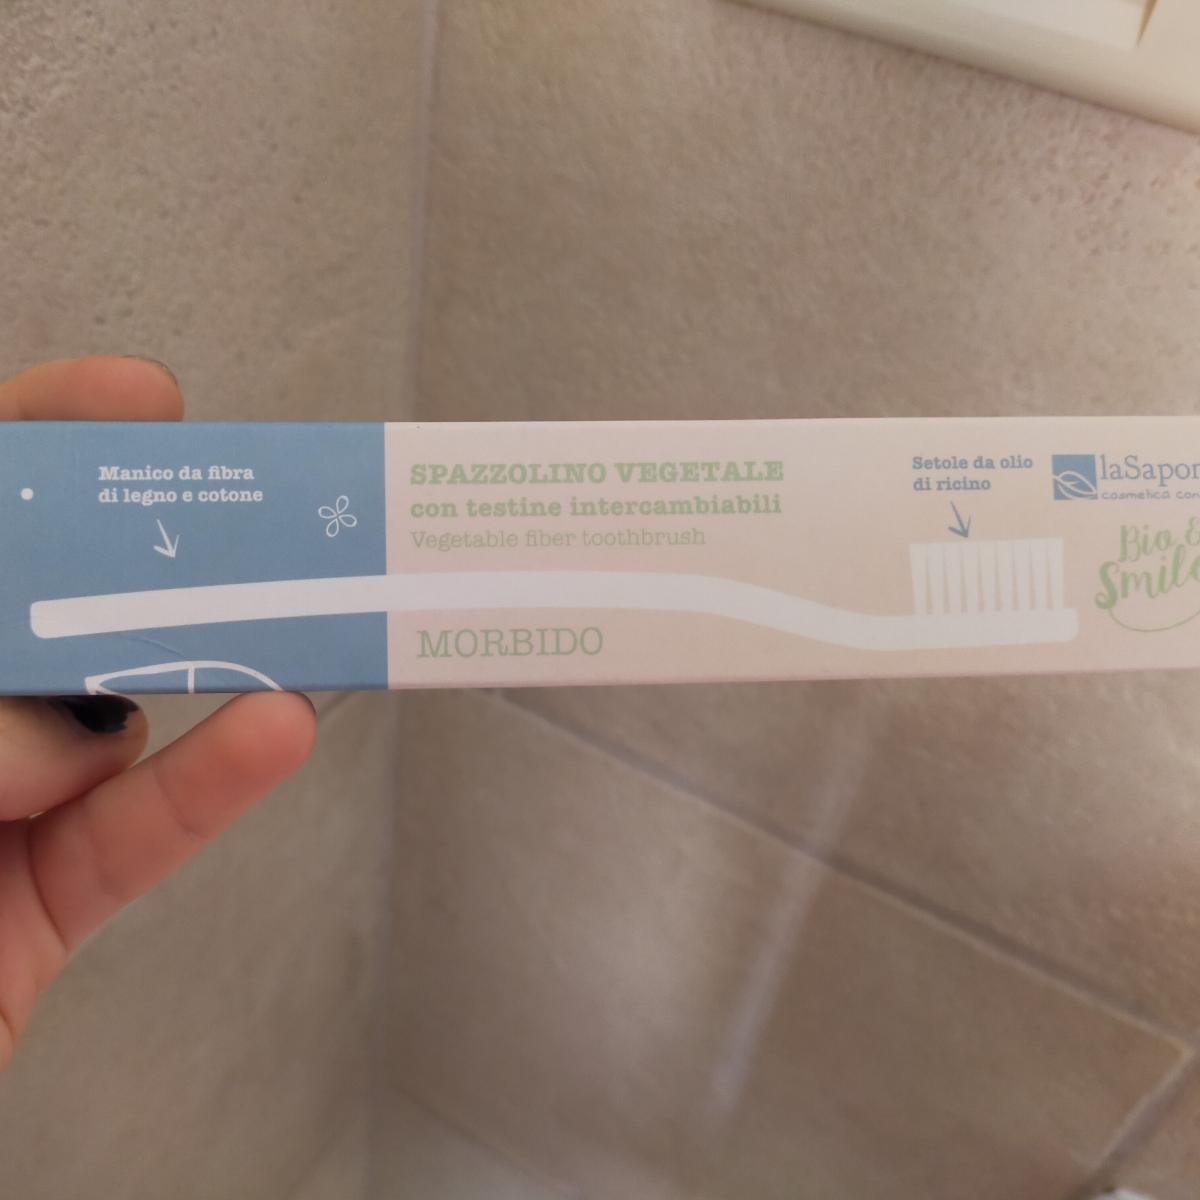 Manico da fibra
di legno e cotone
SPAZZOLINO VEGETALE
con testine intercambiabili
Vegetable fiber toothbrush
MORBIDO
Setole da olio
di ricino
laSapon
cosmetica con
Bio &
Smile